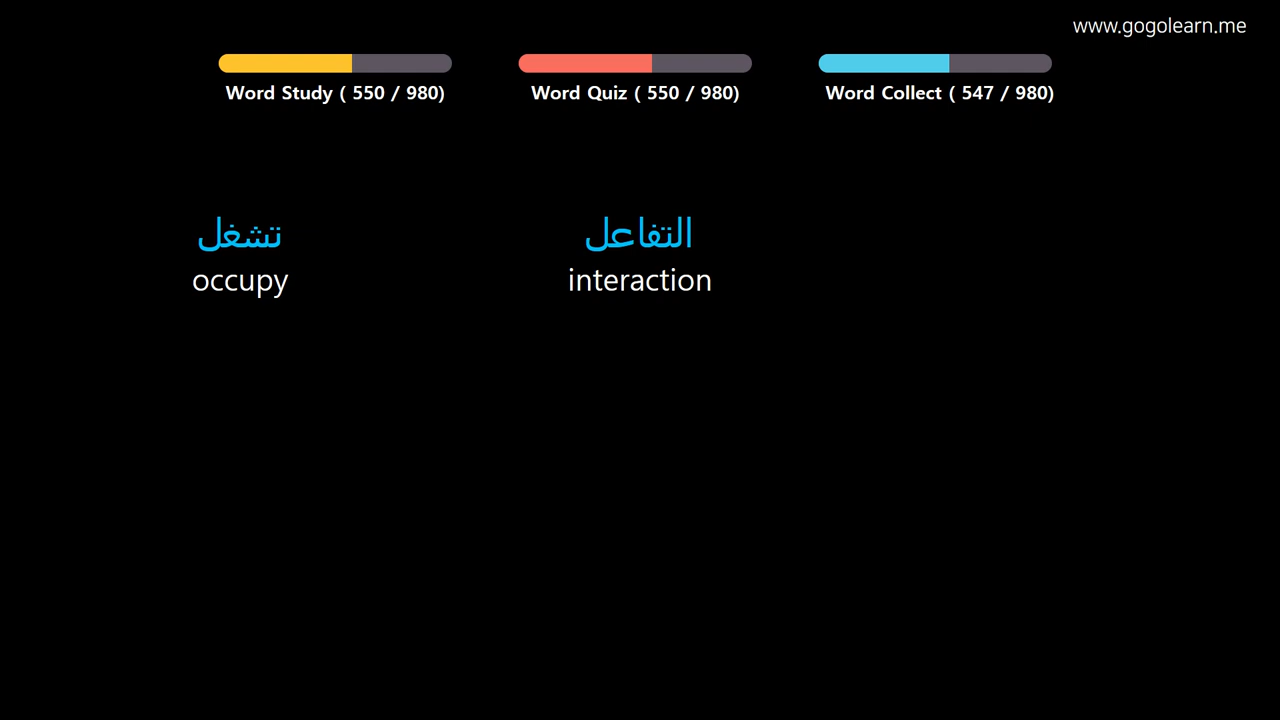 www.gogolearn.me
Word Study ( 550 / 980)
Word Quiz ( 550 / 980)
Word Collect ( 547 / 980)
تشغل
occupy
التفاعل
interaction